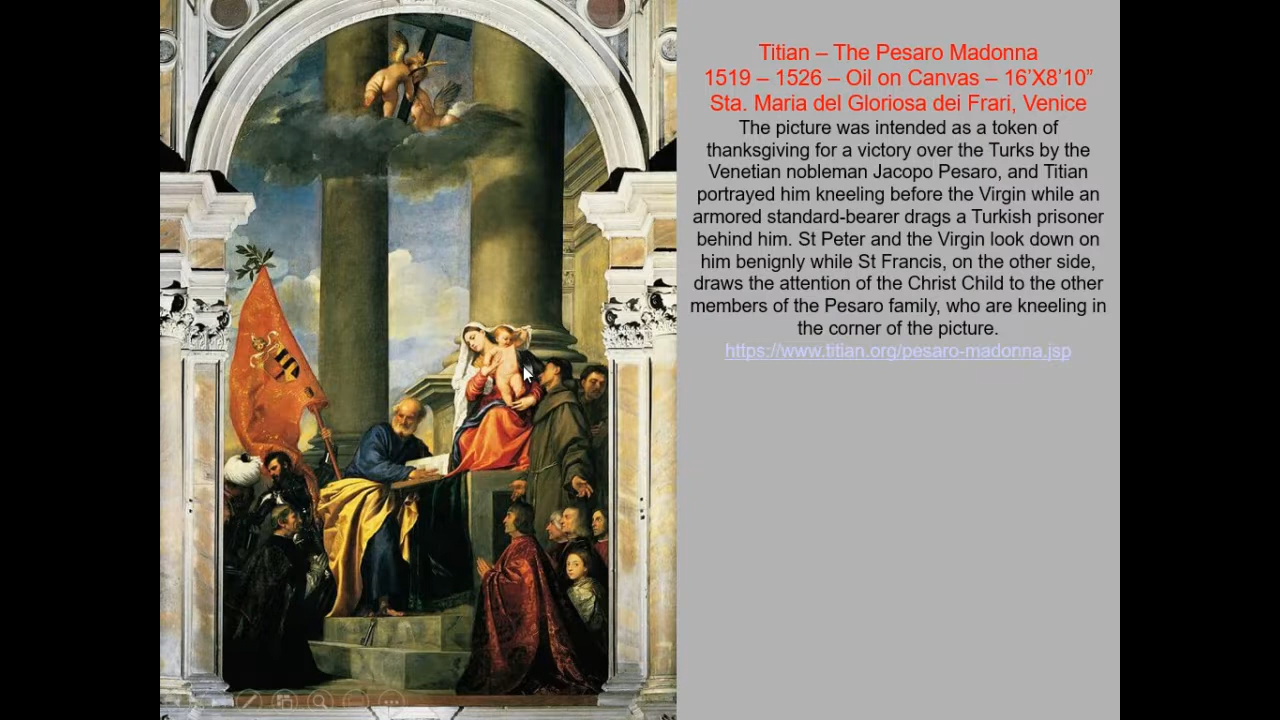 Titian – The Pesaro Madonna
1519 – 1526 – Oil on Canvas – 16’X8’10”
Sta. Maria del Gloriosa dei Frari, Venice
The picture was intended as a token of
thanksgiving for a victory over the Turks by the
Venetian nobleman Jacopo Pesaro, and Titian
portrayed him kneeling before the Virgin while an
armored standard-bearer drags a Turkish prisoner
behind him. St Peter and the Virgin look down on
him benignly while St Francis, on the other side,
draws the attention of the Christ Child to the other
members of the Pesaro family, who are kneeling in
the corner of the picture.
https://www.titian.org/pesaro-madonna.jsp